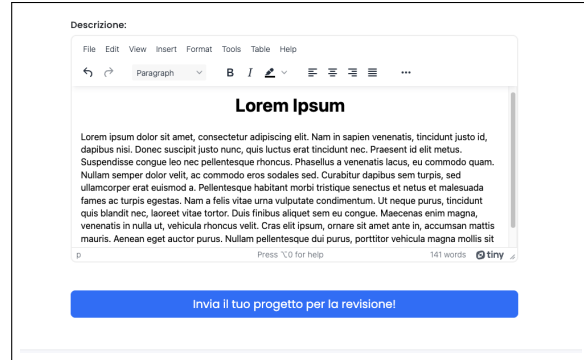 Descrizione:
File Edit View Insert Format Tools Table Help
Paragraph B I
Lorem Ipsum
Lorem ipsum dolor sit amet, consectetur adipiscing elit. Nam in sapien venenatis, tincidunt justo id,
dapibus nisi. Donec suscipit justo nunc, quis luctus erat tincidunt nec. Praesent id elit metus.
Suspendisse congue leo nec pellentesque rhoncus. Phasellus a venenatis lacus, eu commodo quam.
Nullam semper dolor velit, ac commodo eros sodales sed. Curabitur dapibus sem turpis, sed
ullamcorper erat euismod a. Pellentesque habitant morbi tristique senectus et netus et malesuada
fames ac turpis egestas. Nam a felis vitae urna vulputate condimentum. Ut neque purus, tincidunt
quis blandit nec, laoreet vitae tortor. Duis finibus aliquet sem eu congue. Maecenas enim magna,
venenatis in nulla ut, vehicula rhoncus velit. Cras elit ipsum, ornare sit amet ante in, accumsan mattis
mauris. Aenean eget auctor purus. Nullam pellentesque dui purus, porttitor vehicula magna mollis sit
p Press ⌥0 for help 141 words tiny
Invia il tuo progetto per la revisione!